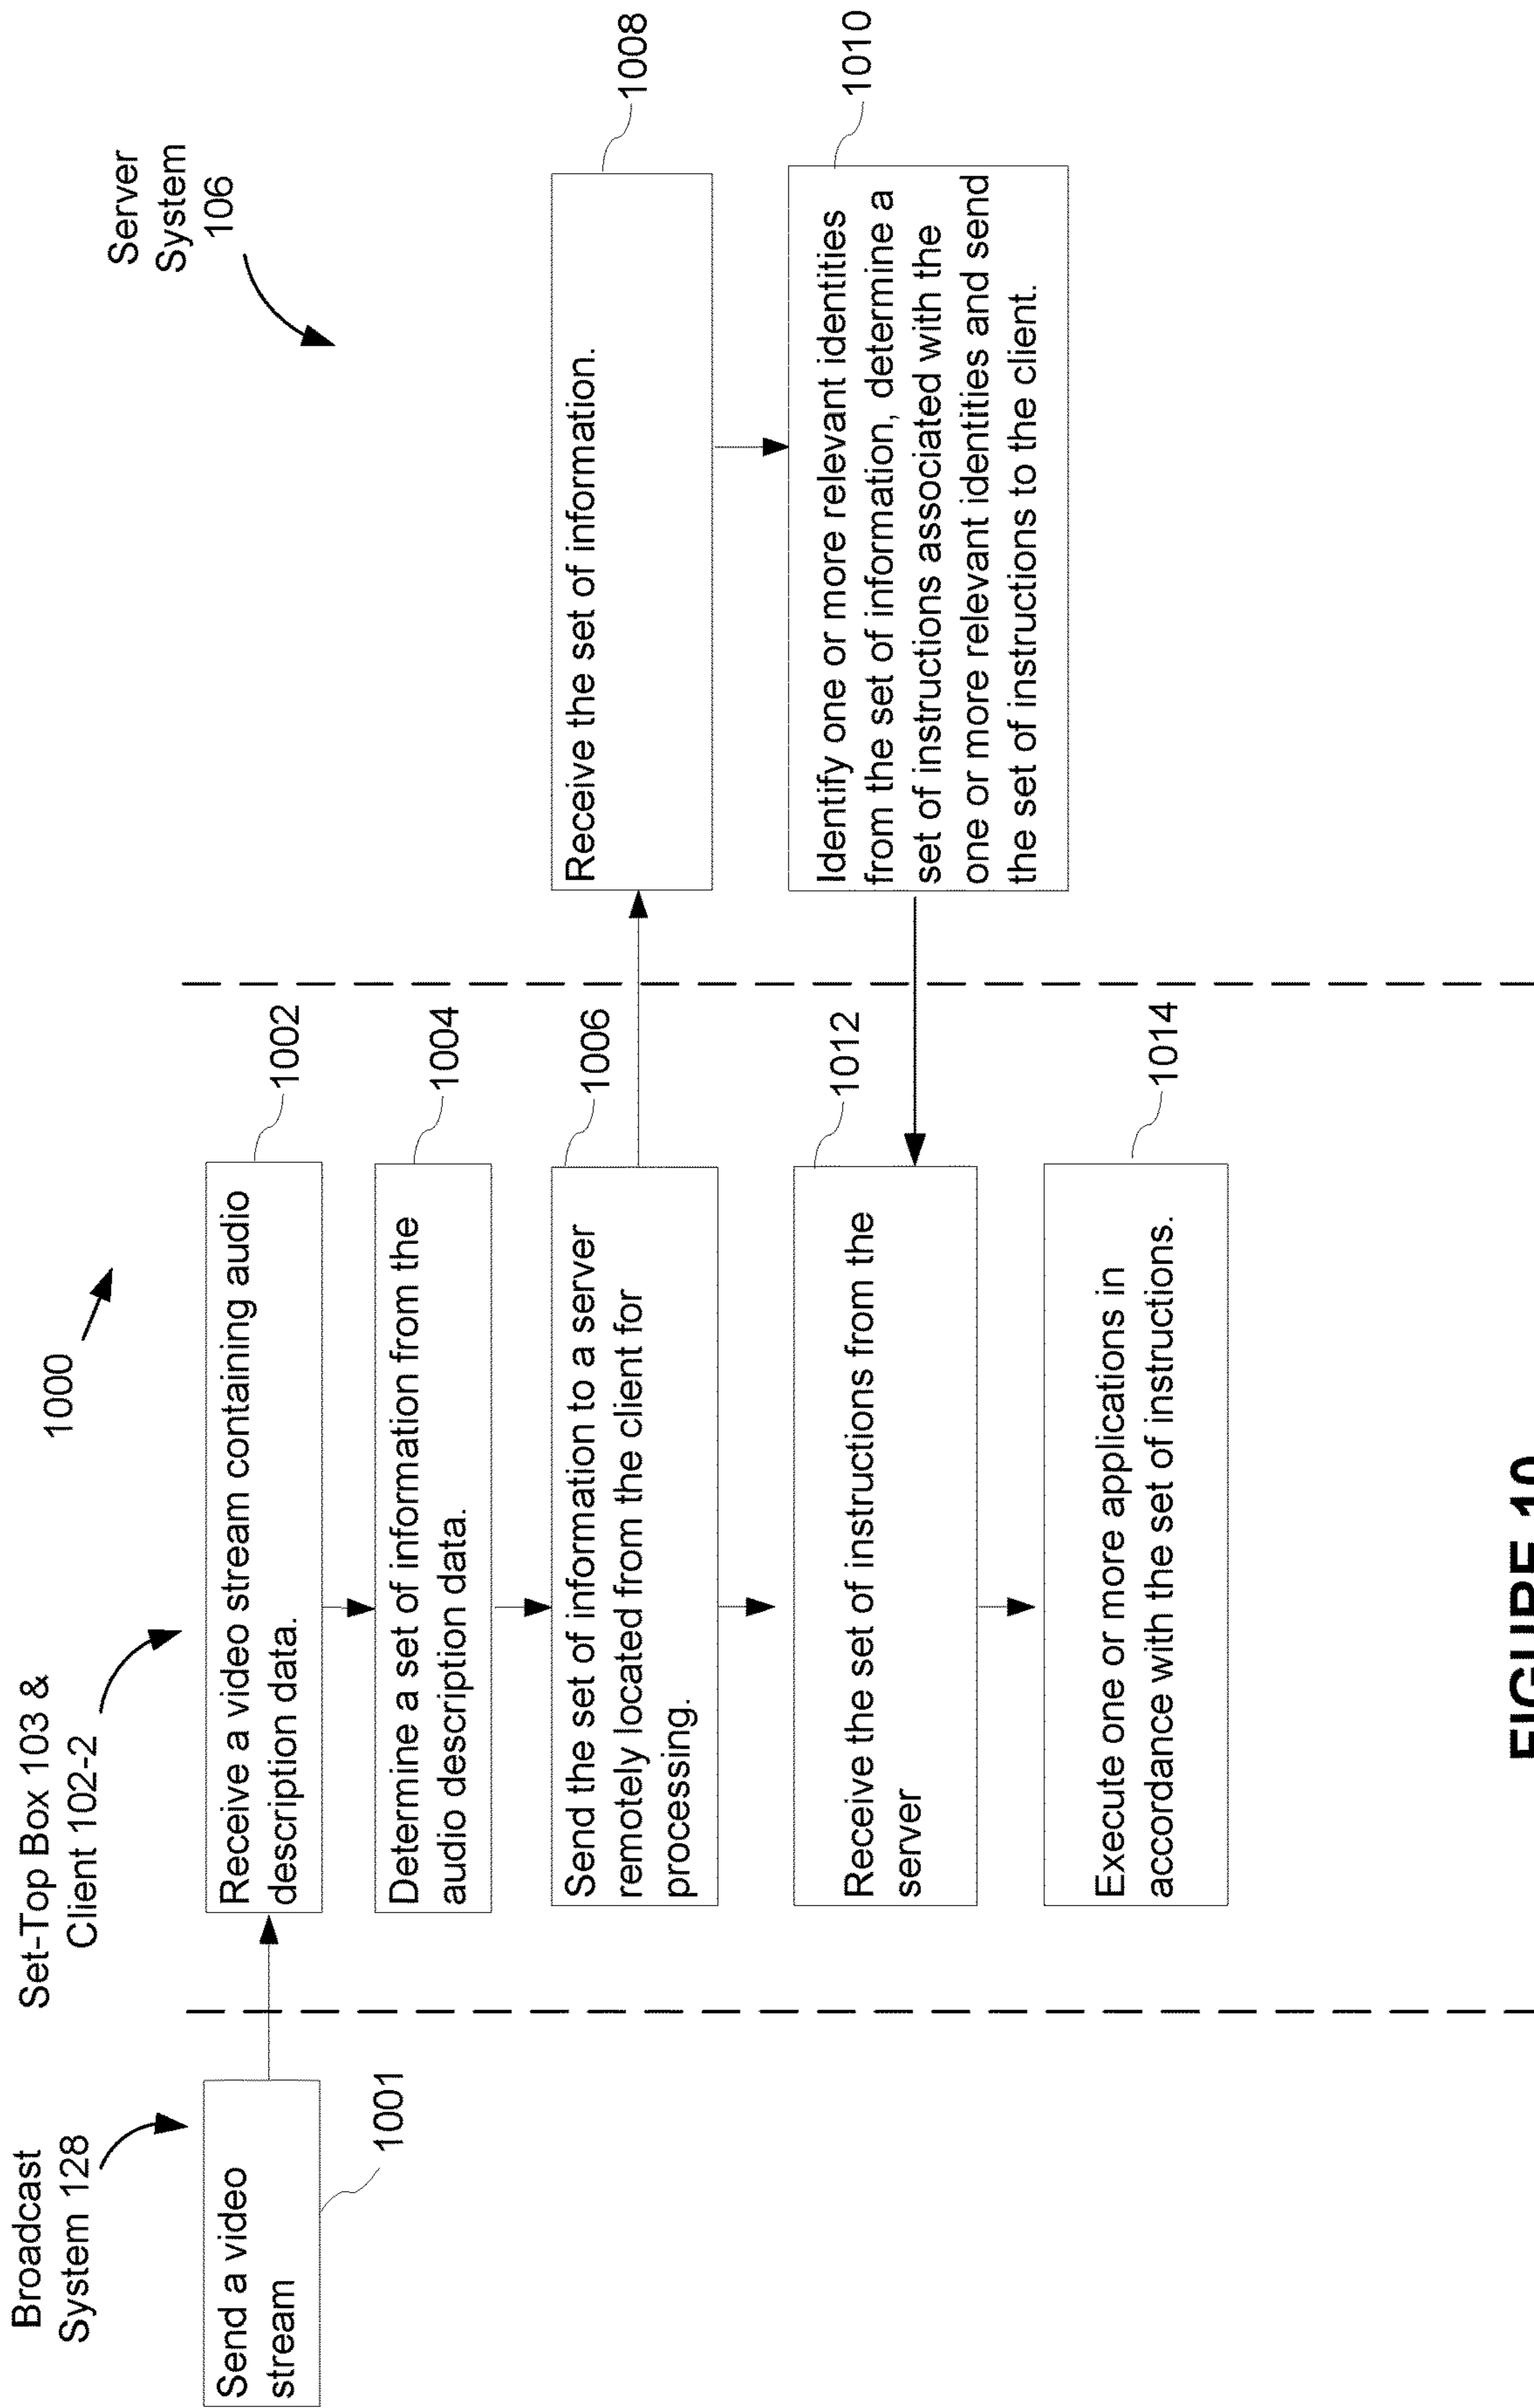 1000
Broadcast
System 128
Set-Top Box 103 &
Client 102-2
Server
System
106
Send a video
stream
1001
Receive a video stream containing audio
description data.
1002
Determine a set of information from the
audio description data.
1004
Send the set of information to a server
remotely located from the client for
processing.
1006
Receive the set of information.
1008
Identify one or more relevant identities
from the set of information, determine a
set of instructions associated with the
one or more relevant identities and send
the set of instructions to the client.
1010
Receive the set of instructions from the
server
1012
Execute one or more applications in
accordance with the set of instructions.
1014
FIGURE 10